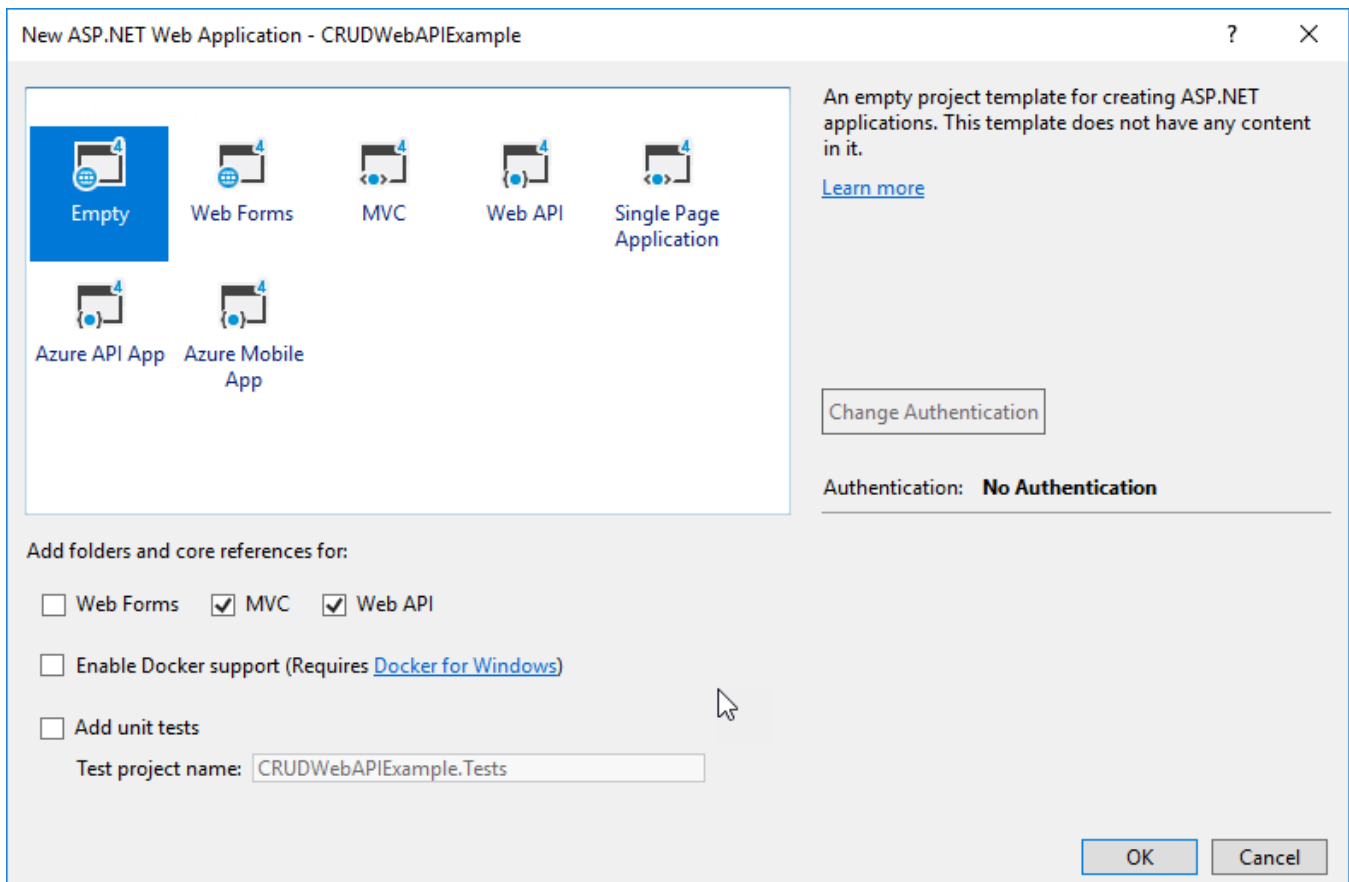 New ASP.NET Web Application - CRUDWebAPIExample
?
Empty
4
Web Forms
4
MVC
4
Web API
4
Single Page
Application
4
Azure API App
4
Azure Mobile
App
4
An empty project template for creating ASP.NET
applications. This template does not have any content
in it.
Learn more
Change Authentication
Authentication: No Authentication
Add folders and core references for:
Web Forms MVC Web API
Enable Docker support (Requires Docker for Windows)
Add unit tests
Test project name: CRUDWebAPIExample.Tests
OK Cancel